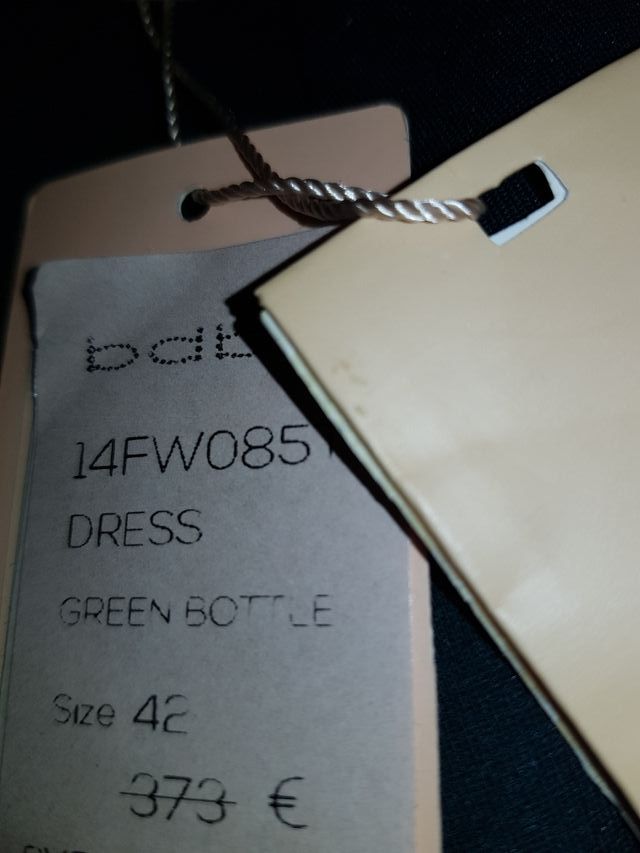 14FW085
DRESS
GREEN BOTTLE
Size 42
373 €